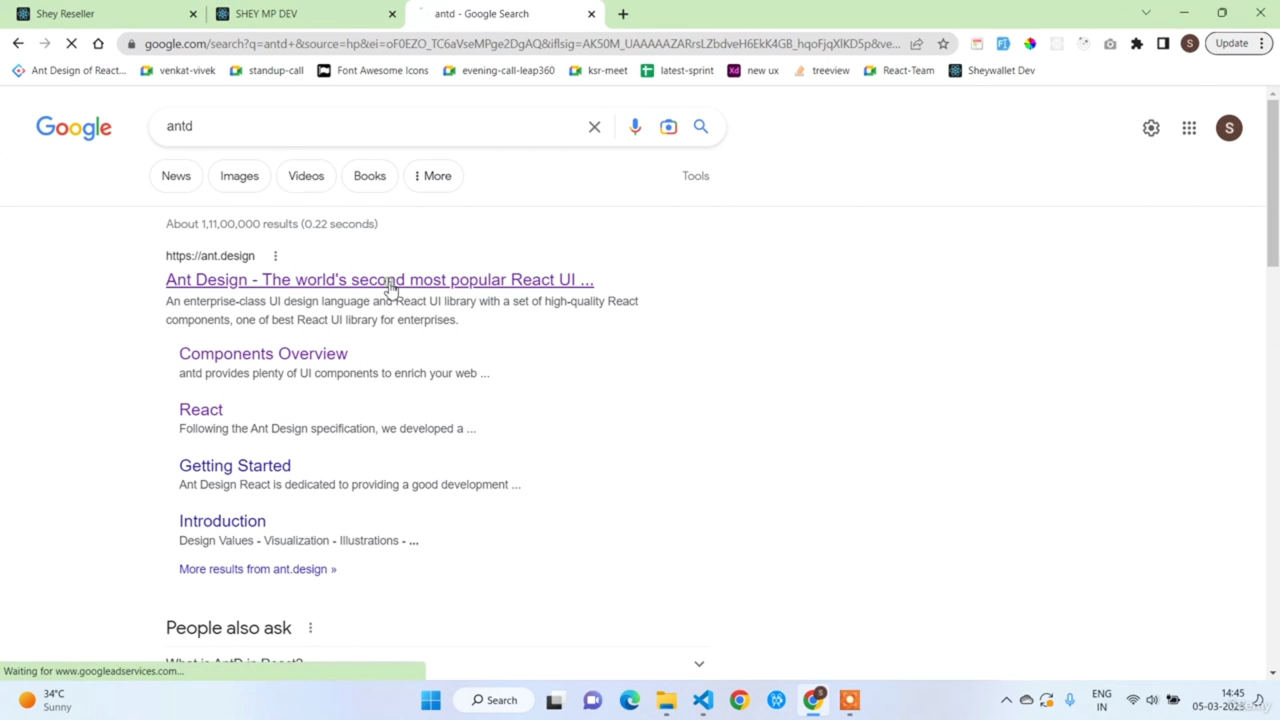 Shey Reseller
SHEY MP DEV
antd - Google Search
google.com/search?q=antd+&source=hp&ei=oF0EZO_TC6aVseMPge2DgAQ&iflsig=AK50M_UAAAAAZARrsLZbdveH6EkK4GB_hqoFjqXlKD5p&ve...
S
Update
Ant Design of React...
venkat-vivek
standup-call
Font Awesome Icons
evening-call-leap360
ksr-meet
latest-sprint
Xd new ux
treeview
React-Team
Sheywallet Dev
Google
antd
S
News
Images
Videos
Books
More
Tools
About 1,11,00,000 results (0.22 seconds)
https://ant.design
Ant Design - The world's second most popular React UI ...
An enterprise-class UI design language and React UI library with a set of high-quality React
components, one of best React UI library for enterprises.
Components Overview
antd provides plenty of UI components to enrich your web ...
React
Following the Ant Design specification, we developed a ...
Getting Started
Ant Design React is dedicated to providing a good development ...
Introduction
Design Values - Visualization - Illustrations - ...
More results from ant.design »
People also ask
What is AntD in React?
Waiting for www.googleadservices.com...
34°C
Sunny
Search
S
ENG
IN
14:45
05-03-2023